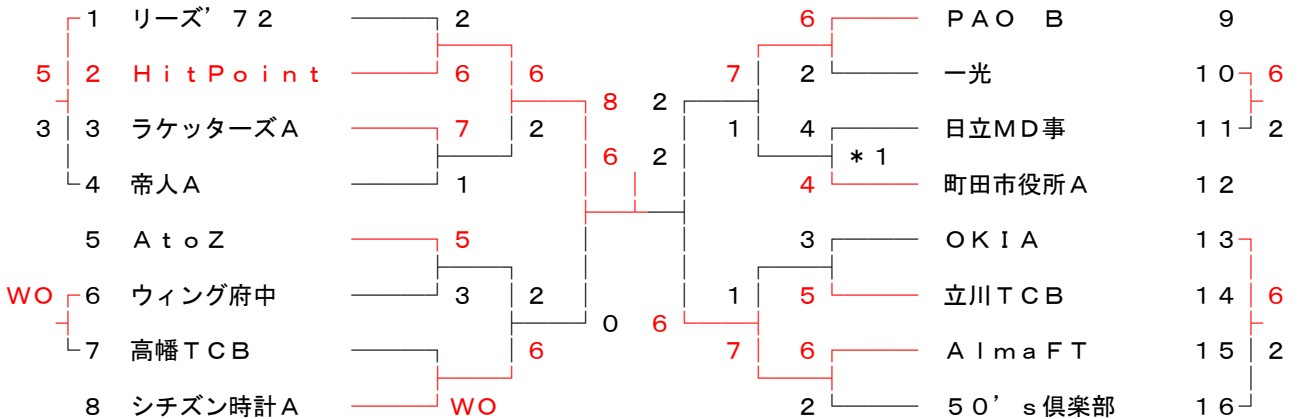 1 リーズ’７２ 2 6 ＰＡＯ Ｂ 9
5 2 ＨｉｔＰｏｉｎｔ 6 6 7 2 一光 10 6
8 2
3 3 ラケッターズＡ 7 2 1 4 日立ＭＤ事 11 2
6 2 ＊1
4 帝人Ａ 1 4 町田市役所Ａ 12
5 ＡｔｏＺ 5 3 ＯＫＩＡ 13
WO 6 ウィング府中 3 2 1 5 立川ＴＣＢ 14 6
0 6
7 高幡ＴＣＢ 6 7 6 ＡｌｍａＦＴ 15 2
8 シチズン時計Ａ WO 2 ５０’ｓ倶楽部 16